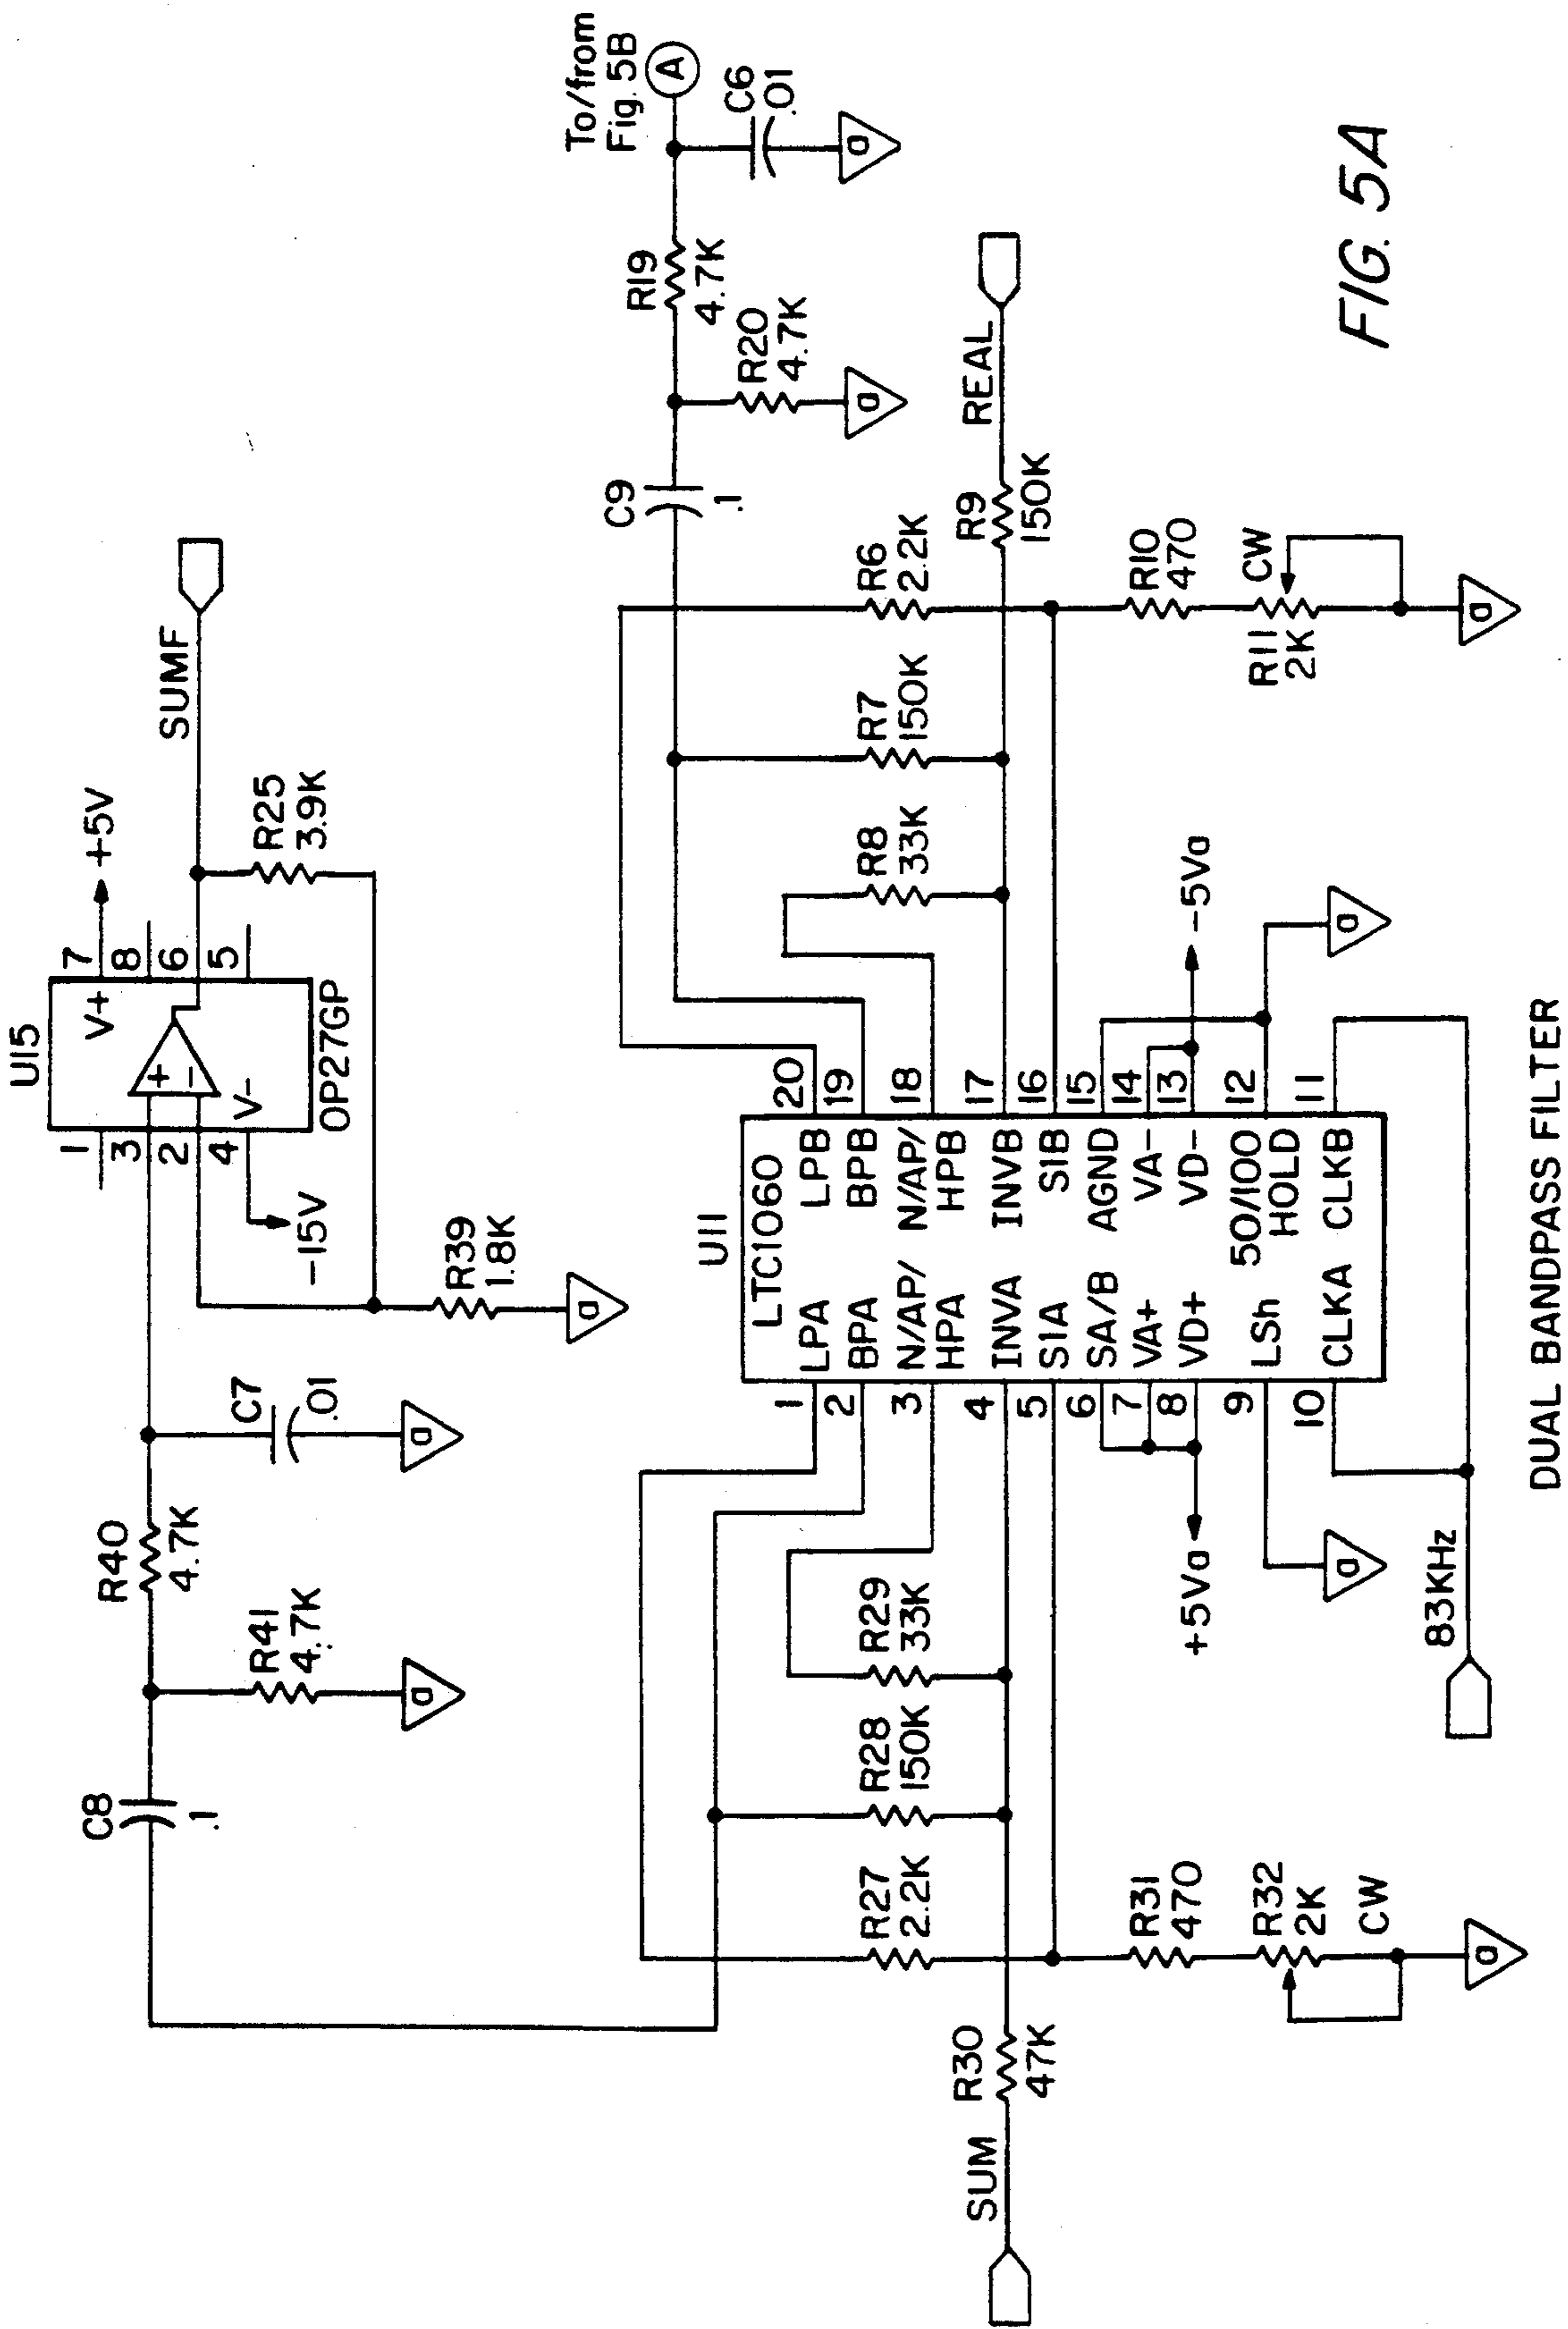 U15
OP27GP
1
3
2
4
V+
+
−
V-
7
8
6
5
+5V
-15V
SUMF
R25
3.9K
R39
1.8K
C7
.01
a
a
R40
4.7K
R41
4.7K
a
C8
.1
To/from
Fig. 5B
A
C6
.01
a
R19
4.7K
R20
4.7K
a
C9
.1
R6
2.2K
R7
150K
R8
33K
R9
150K
REAL
R10
470
R11
2K
CW
a
U11
LTC1060
1 LPA LPB 20
2 BPA BPB 19
3 N/AP/ N/AP/ 18
HPA HPB
4 INVA INVB 17
5 S1A S1B 16
6 SA/B AGND 15
7 VA+ VA- 14
8 VD+ VD- 13
50/100 12
9 LSh HOLD
10 CLKA CLKB 11
-5Va
a
+5Va
a
83KHz
R29
33K
R28
150K
R27
2.2K
R30
47K
SUM
R31
470
R32
2K
CW
a
DUAL BANDPASS FILTER
FIG. 5A